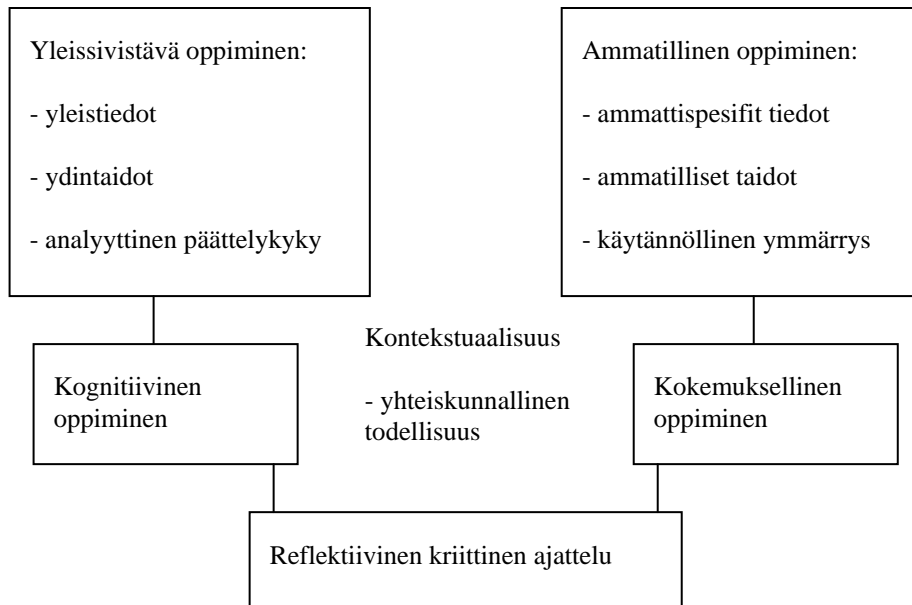 Yleissivistävä oppiminen:
- yleistiedot
- ydintaidot
- analyyttinen päättelykyky
Ammatillinen oppiminen:
- ammattispesifit tiedot
- ammatilliset taidot
- käytännöllinen ymmärrys
Kognitiivinen
oppiminen
Kontekstuaalisuus
- yhteiskunnallinen
todellisuus
Kokemuksellinen
oppiminen
Reflektiivinen kriittinen ajattelu